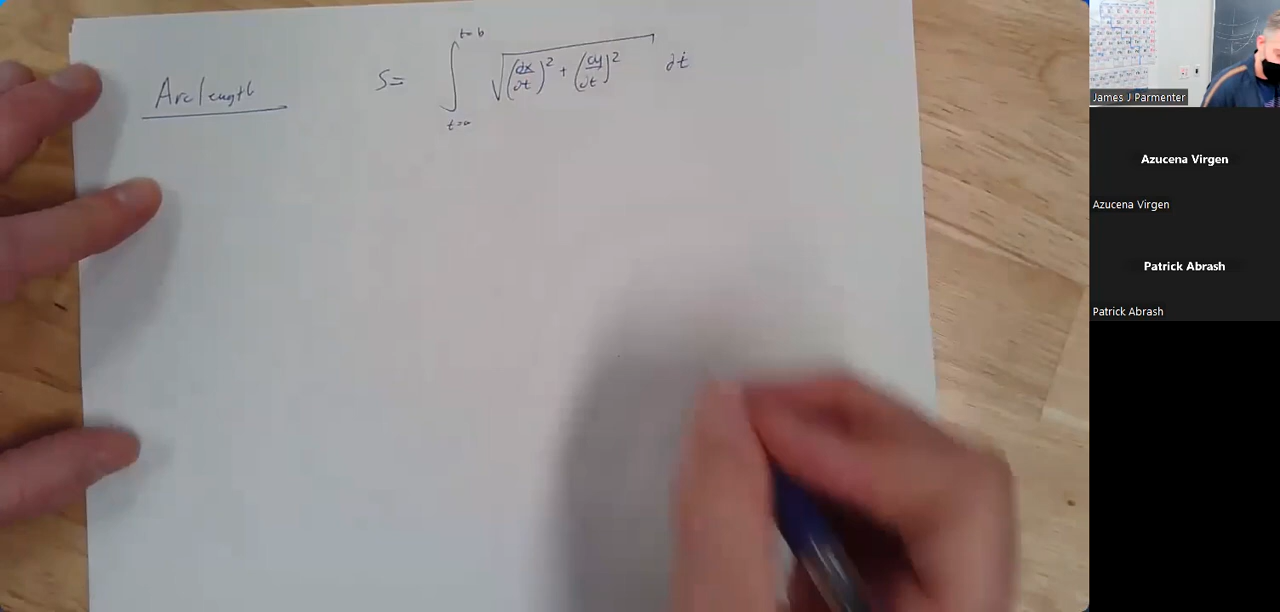 Arclength
S = ∫_{t=a}^{t=b} √((dx/dt)² + (dy/dt)²) dt
James J Parmenter
Azucena Virgen
Azucena Virgen
Patrick Abrash
Patrick Abrash